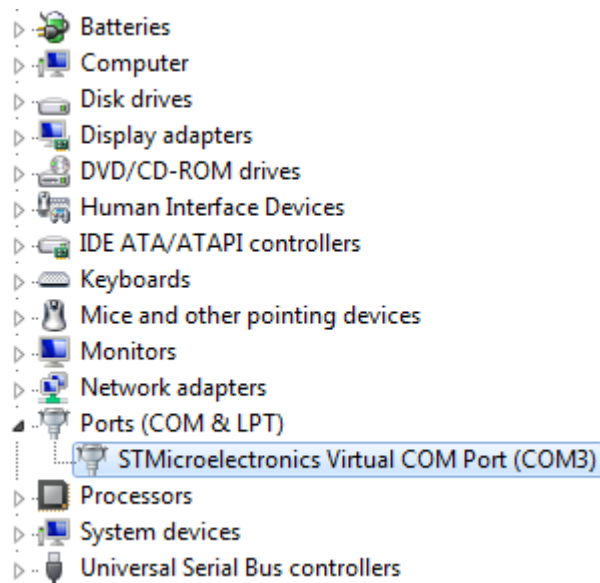 Batteries
Computer
Disk drives
Display adapters
DVD/CD-ROM drives
Human Interface Devices
IDE ATA/ATAPI controllers
Keyboards
Mice and other pointing devices
Monitors
Network adapters
Ports (COM & LPT)
STMicroelectronics Virtual COM Port (COM3)
Processors
System devices
Universal Serial Bus controllers